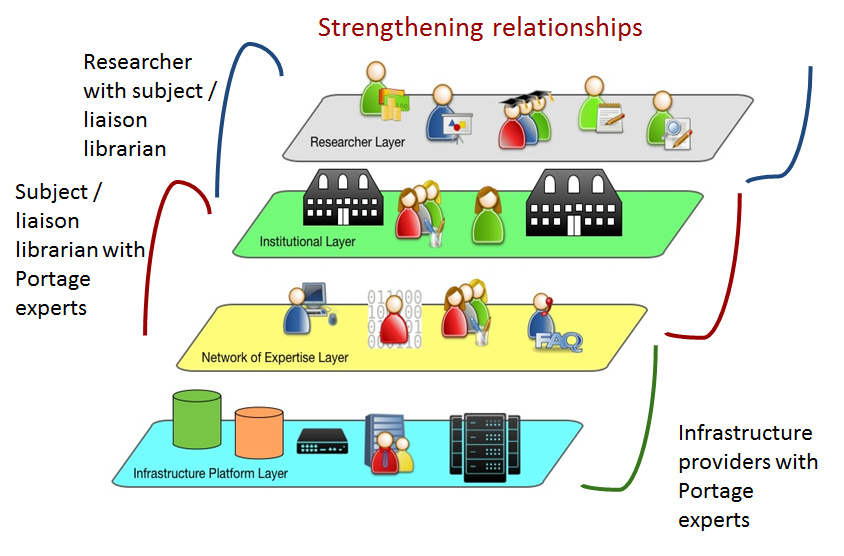 Strengthening relationships
Researcher
with subject /
liaison
librarian
Researcher Layer
Subject /
liaison
librarian with
Portage
experts
Institutional Layer
011000
Network of Expertise Layer
FAQ
Infrastructure Platform Layer
Infrastructure
providers with
Portage
experts